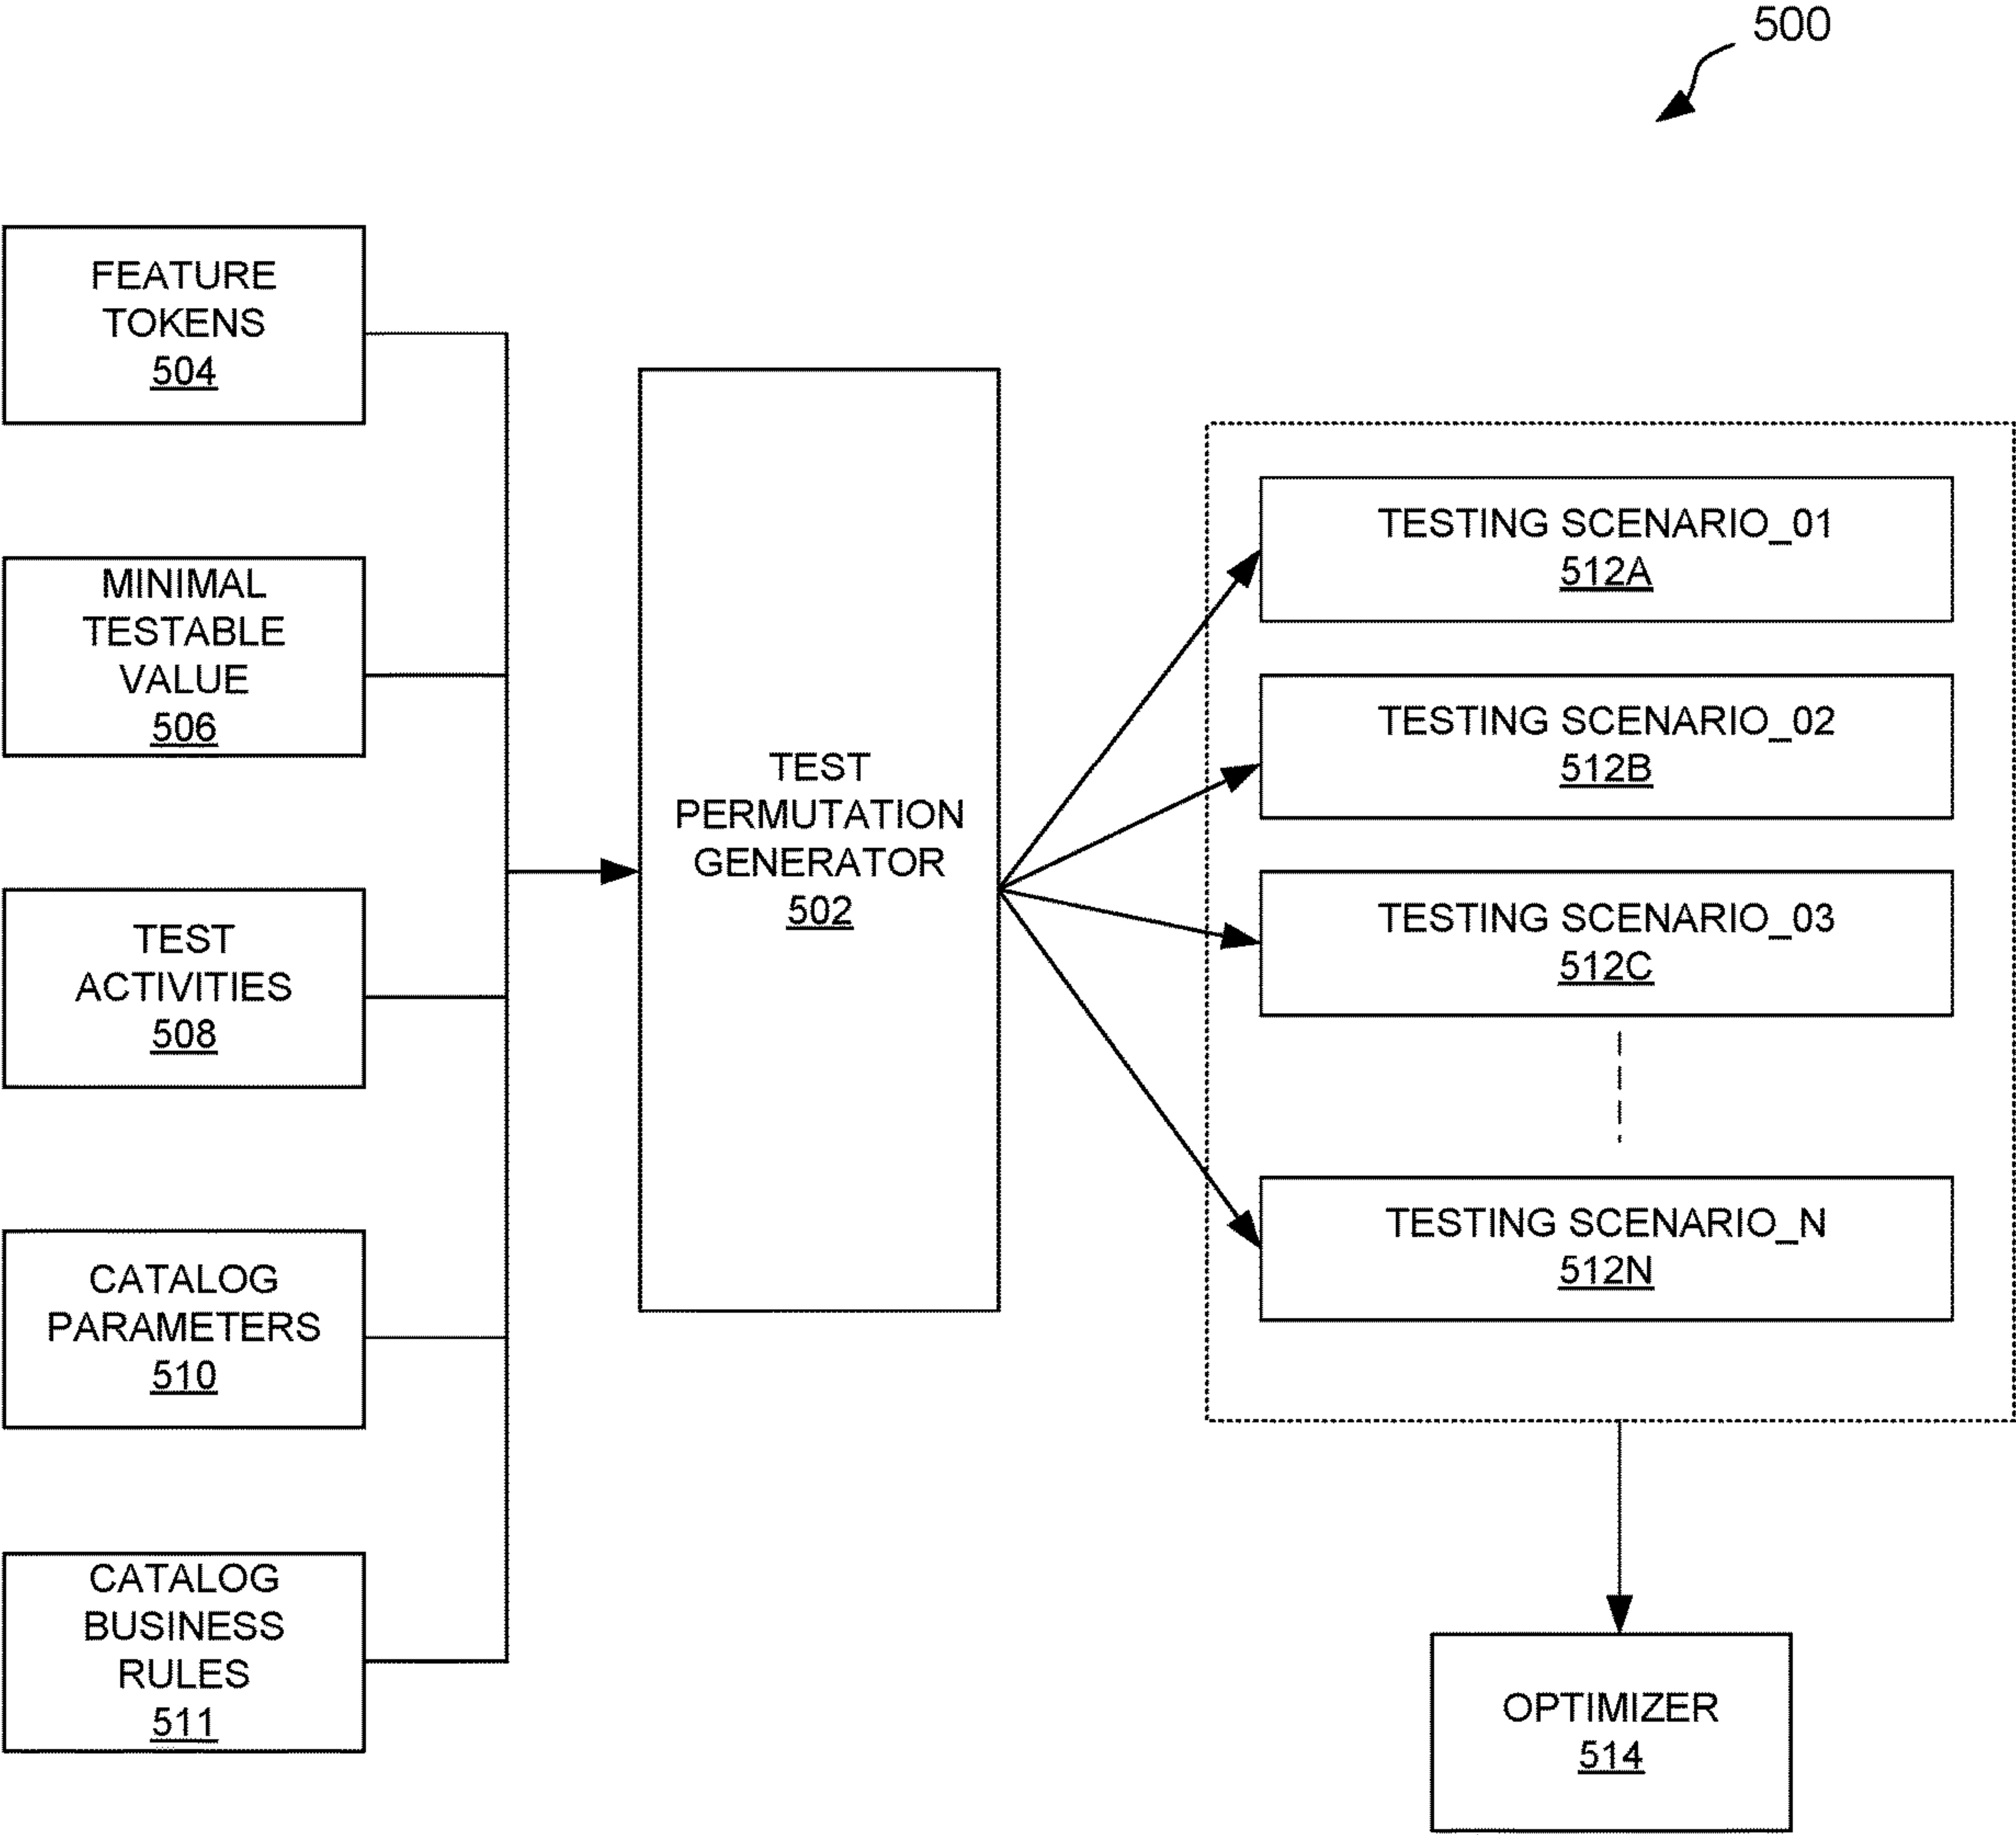 500
FEATURE
TOKENS
504
MINIMAL
TESTABLE
VALUE
506
TEST
ACTIVITIES
508
CATALOG
PARAMETERS
510
CATALOG
BUSINESS
RULES
511
TEST
PERMUTATION
GENERATOR
502
TESTING SCENARIO_01
512A
TESTING SCENARIO_02
512B
TESTING SCENARIO_03
512C
TESTING SCENARIO_N
512N
OPTIMIZER
514